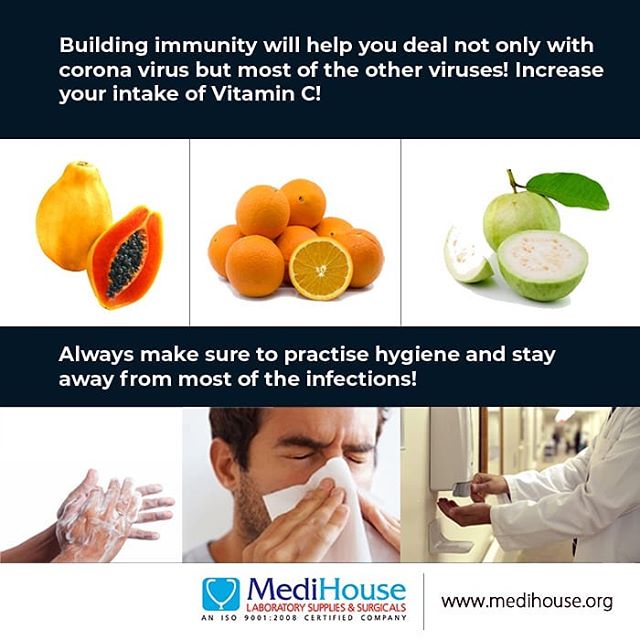 Building immunity will help you deal not only with
corona virus but most of the other viruses! Increase
your intake of Vitamin C!
Always make sure to practise hygiene and stay
away from most of the infections!
MediHouse
LABORATORY SUPPLIES & SURGICALS
AN ISO 9001:2008 CERTIFIED COMPANY
www.medihouse.org